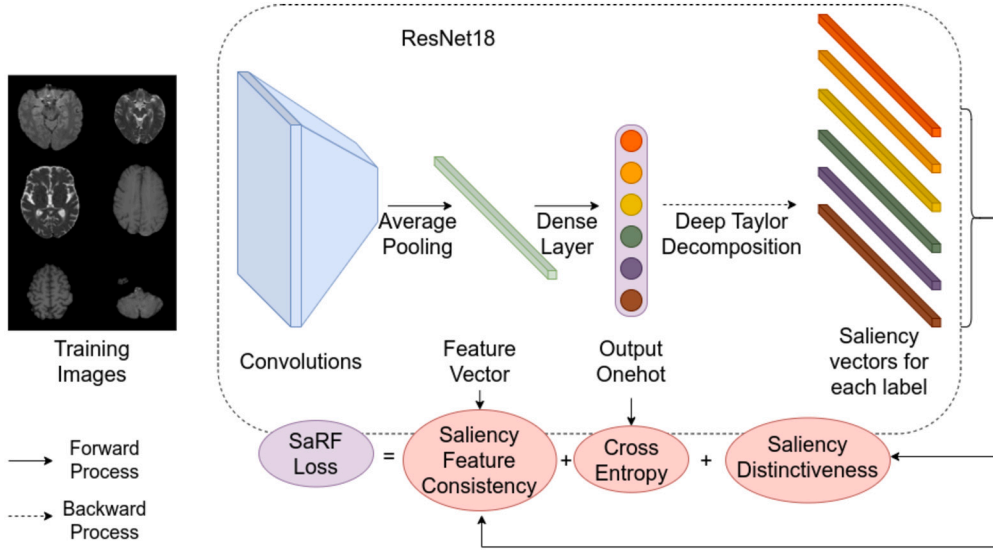 ResNet18
Average
Pooling
Dense
Layer
Deep Taylor
Decomposition
Training
Images
Convolutions
Feature
Vector
Output
Onehot
Saliency
vectors for
each label
SaRF
Loss
=
Saliency
Feature
Consistency
+
Cross
Entropy
+
Saliency
Distinctiveness
Forward
Process
Backward
Process